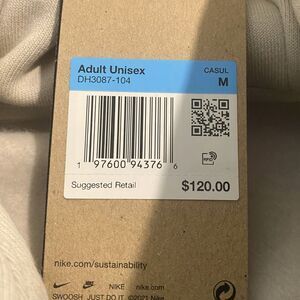 Adult Unisex CASUL
DH3087-104 M
RFID
1 97600 94376 6
Suggested Retail $120.00
nike.com/sustainability
NIKE nike.com
SWOOSH JUST DO IT ©2021 Nike